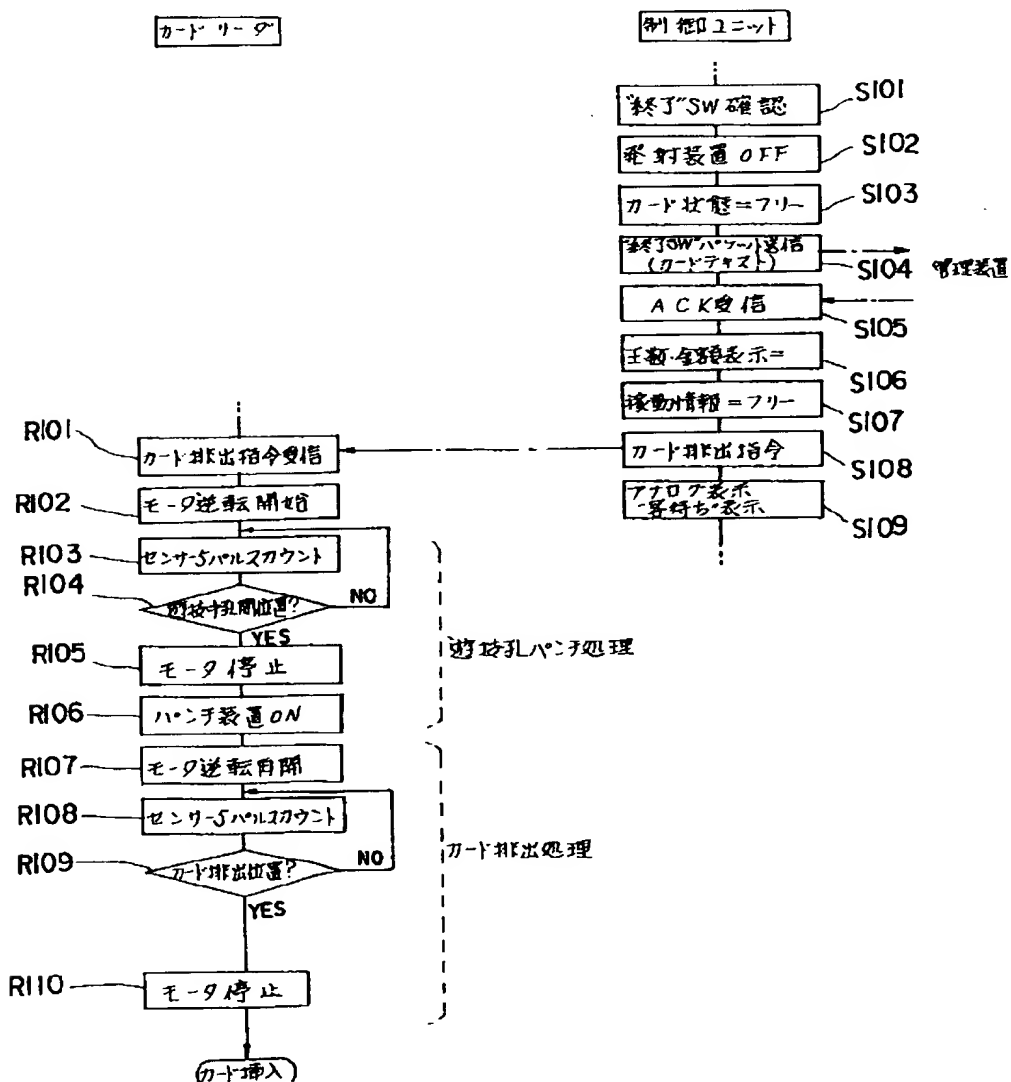 カードリーダ
制御ユニット
"終了"SW確認
S101
発射装置OFF
S102
カード状態=フリー
S103
"終了SW"パケット送信
(カードテキスト)
S104
管理装置
ACK受信
S105
玉数・金額表示=
S106
稼動情報=フリー
S107
カード排出指令
S108
アナログ表示
"客待ち"表示
S109
R101
カード排出指令受信
R102
モータ逆転開始
R103
センサー5パルスカウント
R104
遊技孔開位置?
NO
YES
R105
モータ停止
R106
パンチ装置ON
遊技孔パンチ処理
R107
モータ逆転再開
R108
センサー5パルスカウント
R109
カード排出位置?
NO
YES
カード排出処理
R110
モータ停止
カード挿入